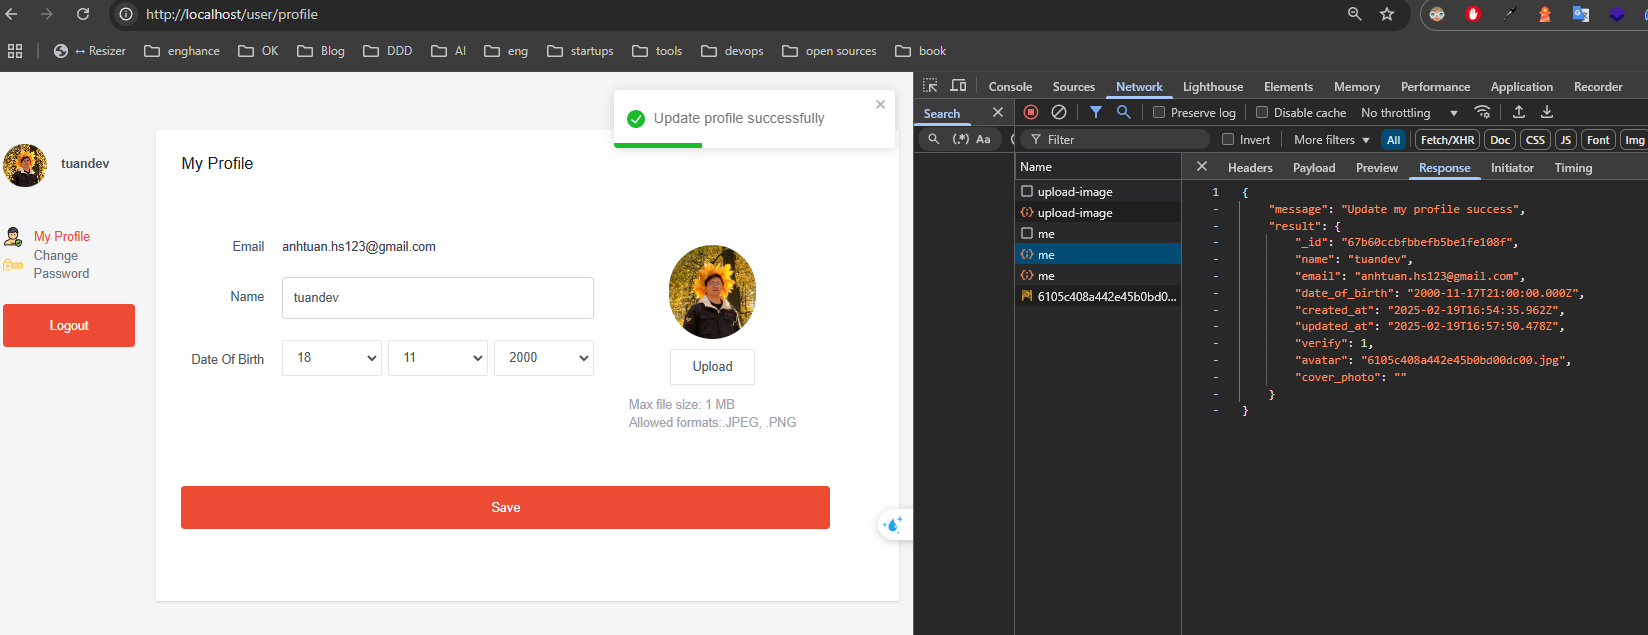 http://localhost/user/profile
↔ Resizer enghance OK Blog DDD AI eng startups tools devops open sources book
tuandev
My Profile
Change
Password
Logout
My Profile
Update profile successfully
Email anhtuan.hs123@gmail.com
Name tuandev
Date Of Birth 18 11 2000
Upload
Max file size: 1 MB
Allowed formats:.JPEG, .PNG
Save
Console Sources Network Lighthouse Elements Memory Performance Application Recorder
Search
(.*) Aa
Preserve log Disable cache No throttling
Filter Invert More filters All Fetch/XHR Doc CSS JS Font Img
Name
upload-image
upload-image
me
me
me
6105c408a442e45b0bd0...
Headers Payload Preview Response Initiator Timing
1 {
- "message": "Update my profile success",
- "result": {
- "_id": "67b60ccbfbbefb5be1fe108f",
- "name": "tuandev",
- "email": "anhtuan.hs123@gmail.com",
- "date_of_birth": "2000-11-17T21:00:00.000Z",
- "created_at": "2025-02-19T16:54:35.962Z",
- "updated_at": "2025-02-19T16:57:50.478Z",
- "verify": 1,
- "avatar": "6105c408a442e45b0bd00dc00.jpg",
- "cover_photo": ""
- }
- }